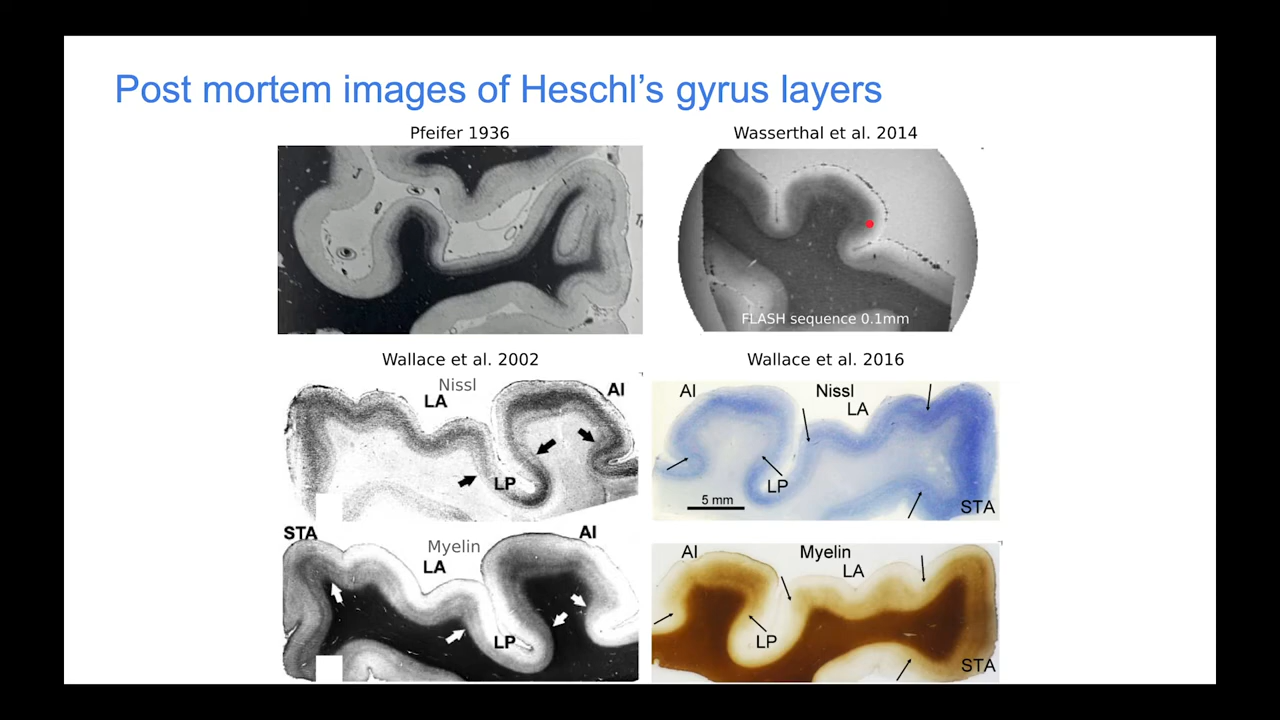 Post mortem images of Heschl's gyrus layers
Pfeifer 1936
Wasserthal et al. 2014
FLASH sequence 0.1mm
Wallace et al. 2002
Nissl
LA
AI
LP
STA
Myelin
LA
AI
LP
Wallace et al. 2016
AI
Nissl
LA
LP
5 mm
STA
AI
Myelin
LA
LP
STA